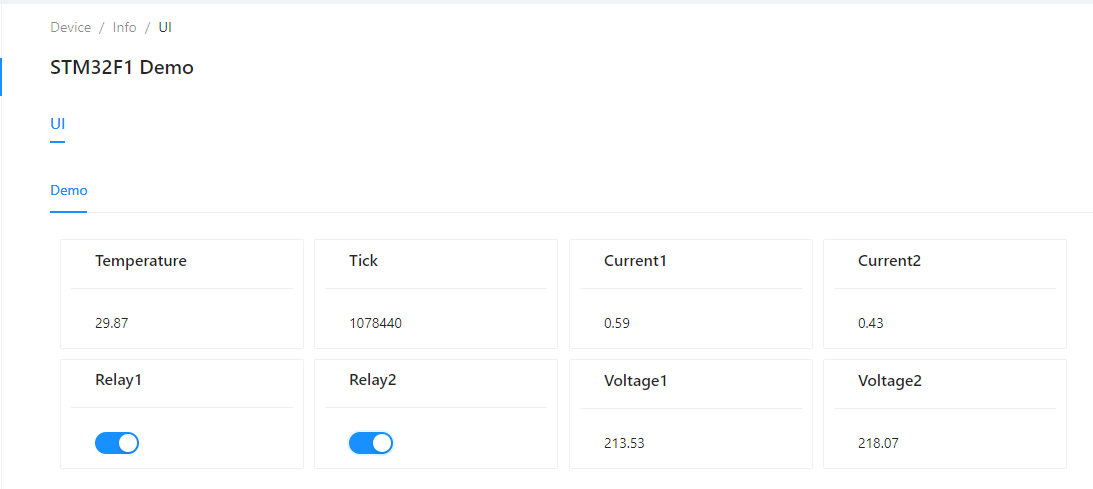 Device / Info / UI
STM32F1 Demo
UI
Demo
Temperature
29.87
Tick
1078440
Current1
0.59
Current2
0.43
Relay1
Relay2
Voltage1
213.53
Voltage2
218.07